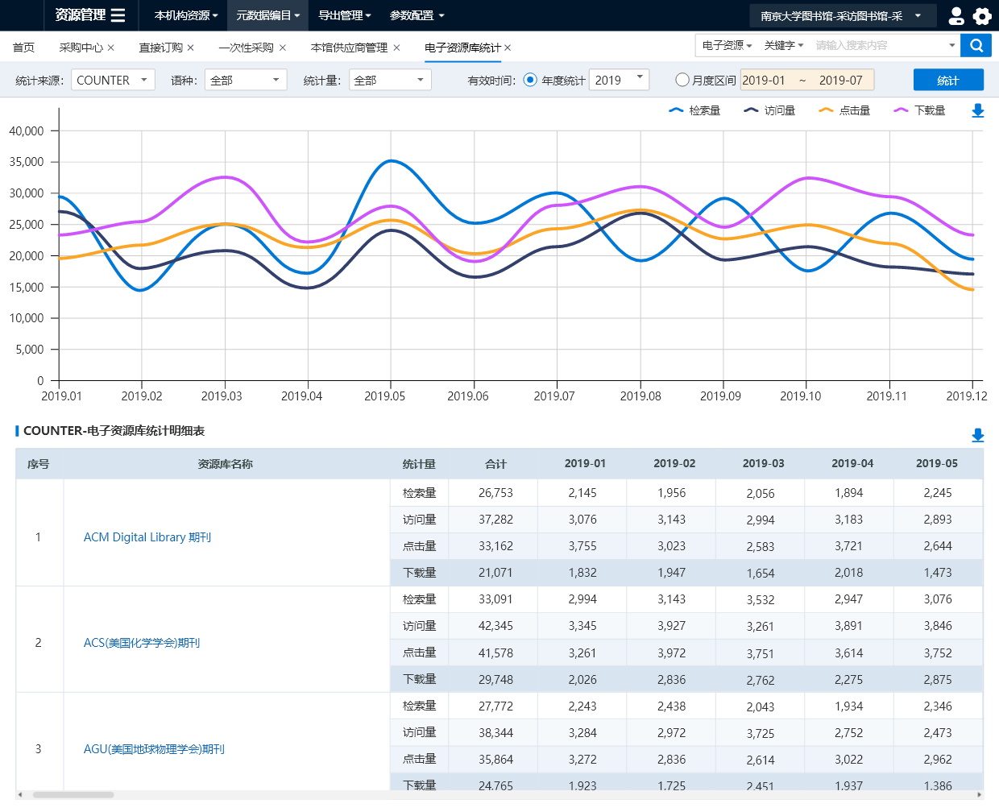 资源管理 本机构资源 元数据编目 导出管理 参数配置 南京大学图书馆-采访图书馆-采
首页 采购中心 直接订购 一次性采购 本馆供应商管理 电子资源库统计 电子资源 关键字 请输入搜索内容
统计来源: COUNTER 语种: 全部 统计量: 全部 有效时间: 年度统计 2019 月度区间 2019-01 ~ 2019-07 统计
检索量 访问量 点击量 下载量
40,000
35,000
30,000
25,000
20,000
15,000
10,000
5,000
0
2019.01 2019.02 2019.03 2019.04 2019.05 2019.06 2019.07 2019.08 2019.09 2019.10 2019.11 2019.12
COUNTER-电子资源库统计明细表
序号 资源库名称 统计量 合计 2019-01 2019-02 2019-03 2019-04 2019-05
检索量 26,753 2,145 1,956 2,056 1,894 2,245
访问量 37,282 3,076 3,143 2,994 3,183 2,893
1 ACM Digital Library 期刊
点击量 33,162 3,755 3,023 2,583 3,721 2,644
下载量 21,071 1,832 1,947 1,654 2,018 1,473
检索量 33,091 2,994 3,143 3,532 2,947 3,076
访问量 42,345 3,345 3,927 3,261 3,891 3,846
2 ACS(美国化学学会)期刊
点击量 41,578 3,261 3,972 3,751 3,614 3,752
下载量 29,748 2,026 2,836 2,762 2,275 2,875
检索量 27,772 2,243 2,438 2,043 1,934 2,346
访问量 38,344 3,284 2,972 3,725 2,752 2,473
3 AGU(美国地球物理学会)期刊
点击量 35,864 3,272 2,836 2,614 3,022 2,962
下载量 24,765 1,923 1,725 2,451 1,937 1,386